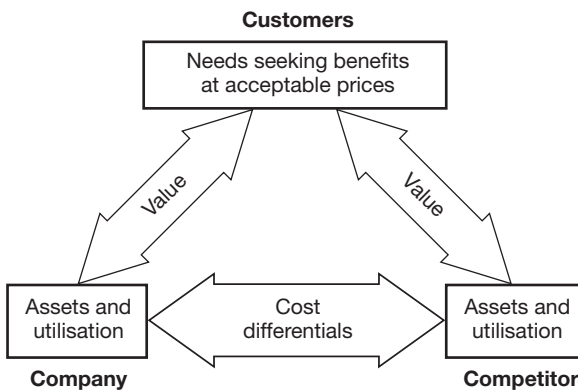 Customers
Needs seeking benefits
at acceptable prices
Value
Value
Assets and
utilisation
Cost
differentials
Assets and
utilisation
Company
Competitor